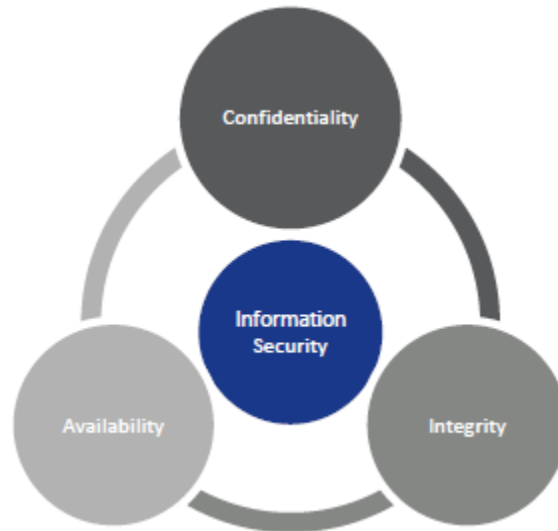 Confidentiality
Information
Security
Availability
Integrity